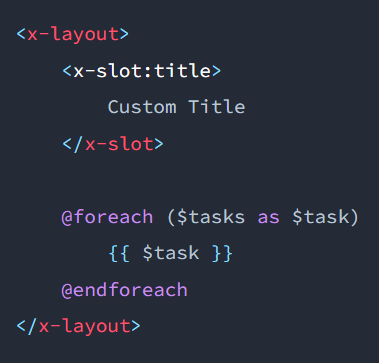 <x-layout>
<x-slot:title>
Custom Title
</x-slot>
@foreach ($tasks as $task)
{{ $task }}
@endforeach
</x-layout>